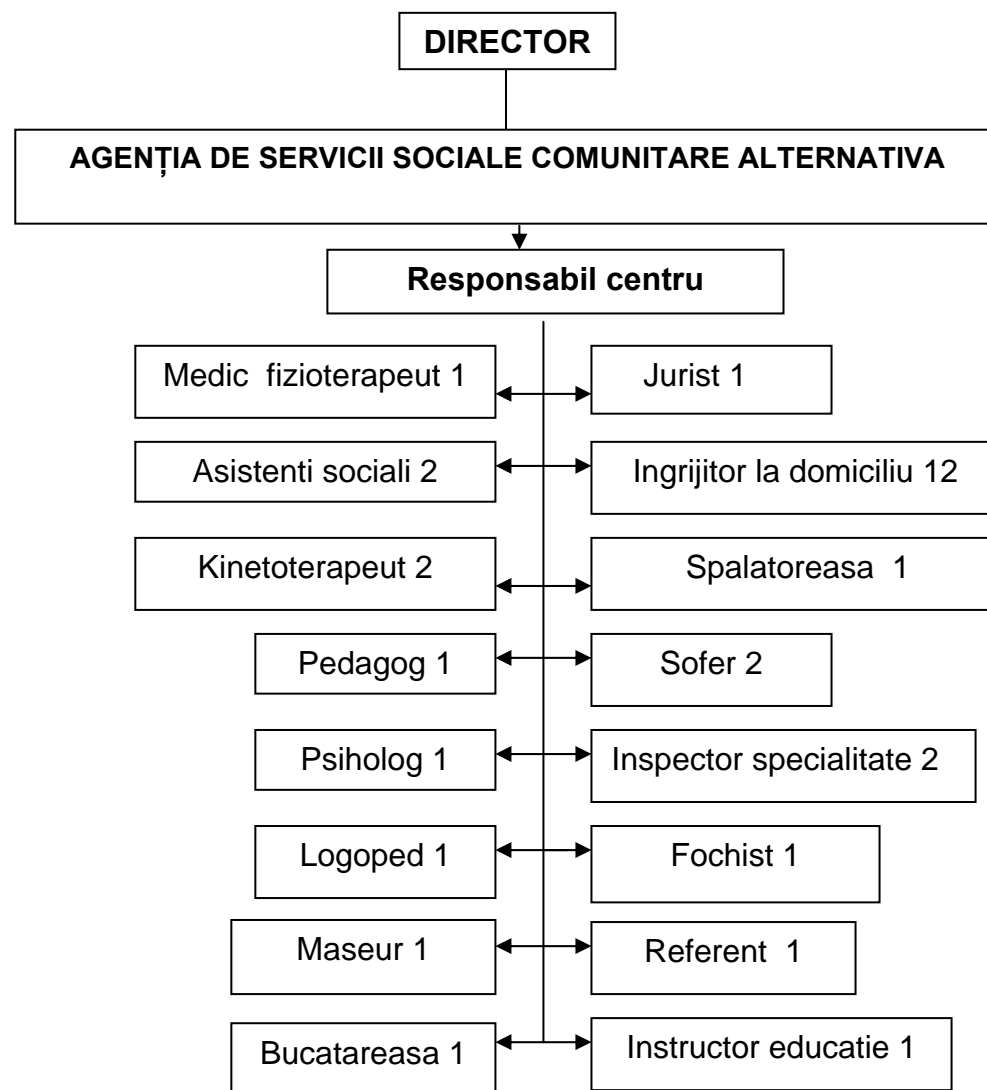 DIRECTOR
AGENȚIA DE SERVICII SOCIALE COMUNITARE ALTERNATIVA
Responsabil centru
Medic fizioterapeut 1
Jurist 1
Asistenti sociali 2
Ingrijitor la domiciliu 12
Kinetoterapeut 2
Spalatoreasa 1
Pedagog 1
Sofer 2
Psiholog 1
Inspector specialitate 2
Logoped 1
Fochist 1
Maseur 1
Referent 1
Bucatareasa 1
Instructor educatie 1